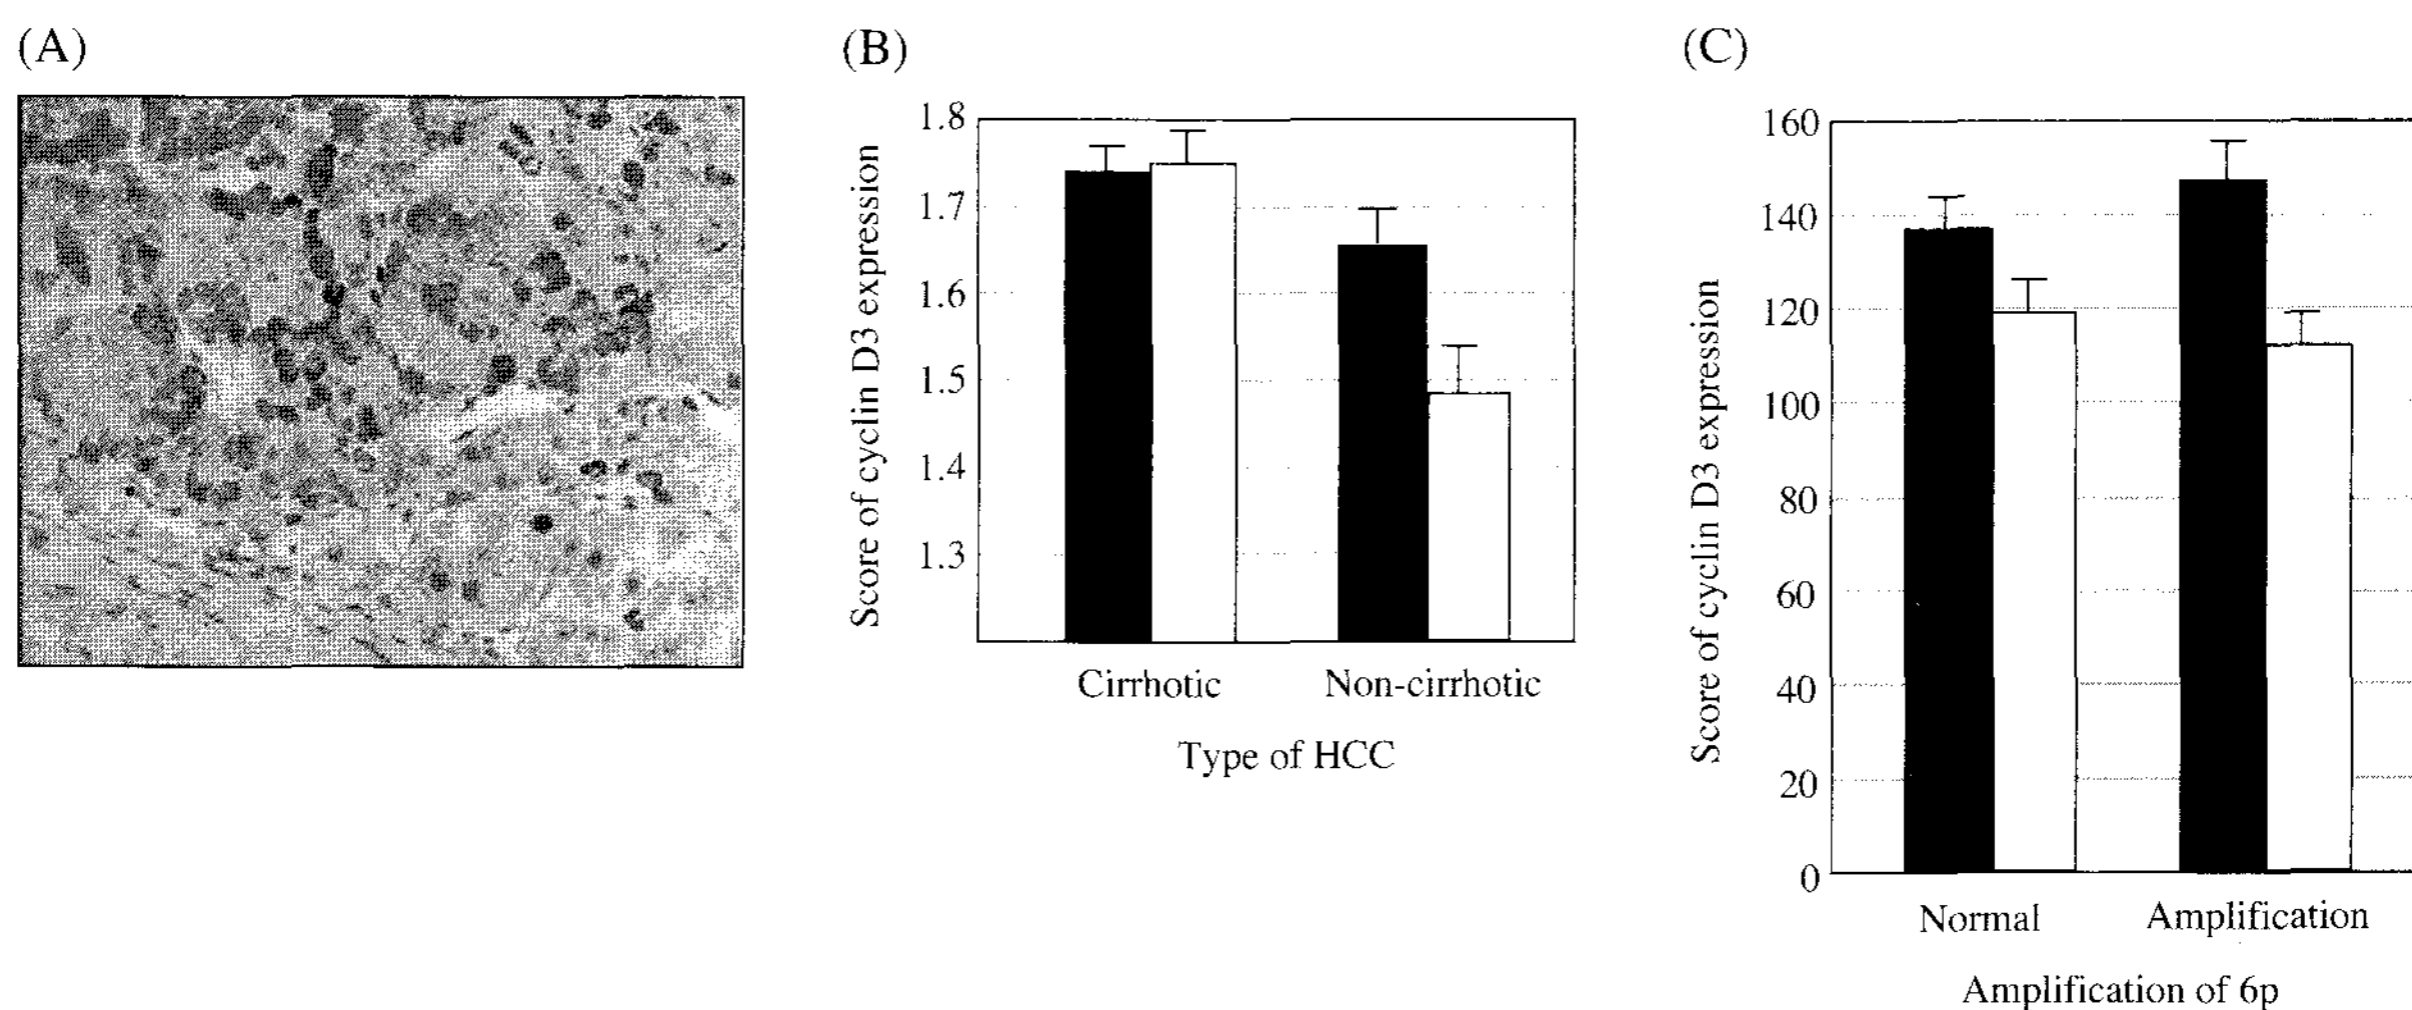 (A)
(B)
(C)
Score of cyclin D3 expression
1.8
1.7
1.6
1.5
1.4
1.3
Cirrhotic
Non-cirrhotic
Type of HCC
Score of cyclin D3 expression
160
140
120
100
80
60
40
20
0
Normal
Amplification
Amplification of 6p